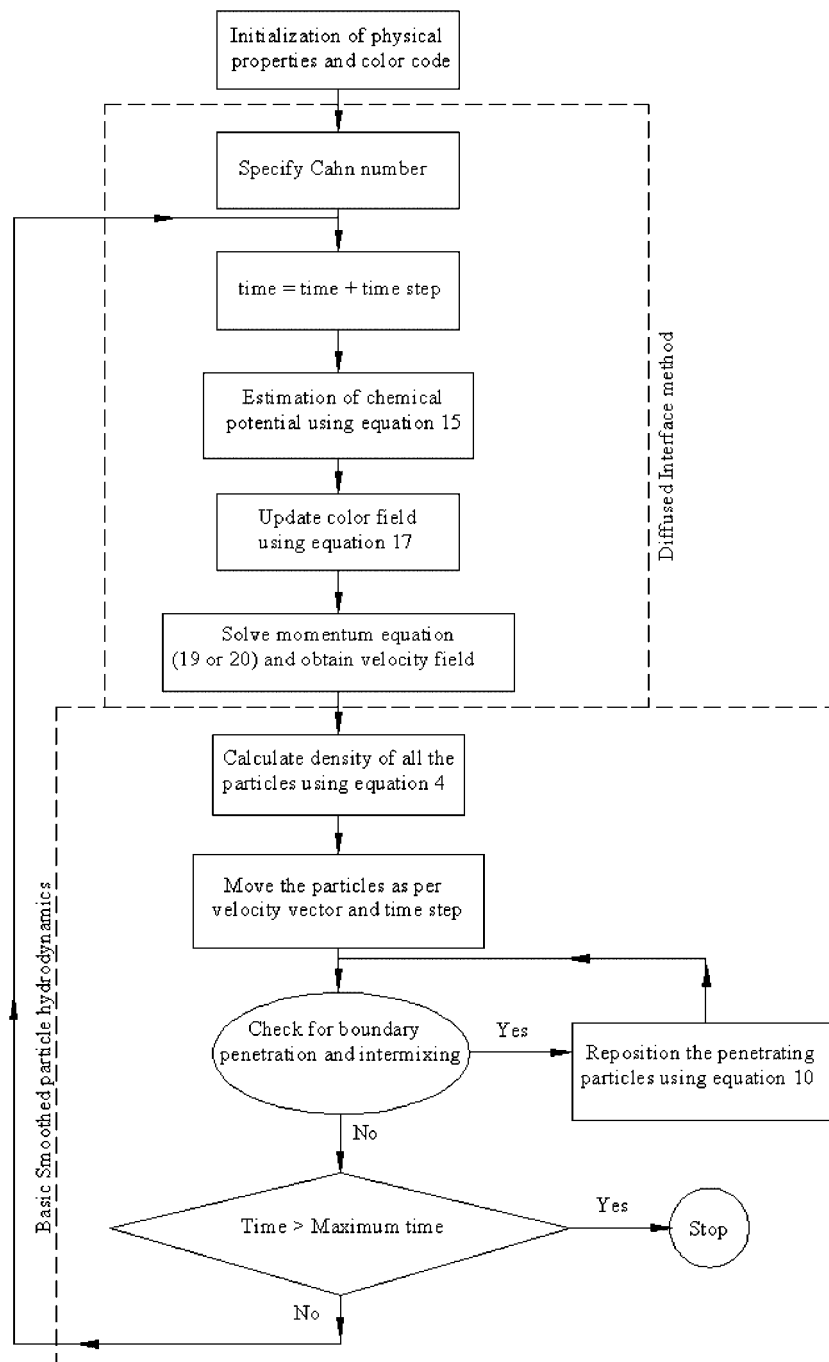 Initialization of physical
properties and color code
Specify Cahn number
time = time + time step
Estimation of chemical
potential using equation 15
Update color field
using equation 17
Solve momentum equation
(19 or 20) and obtain velocity field
Diffused Interface method
Calculate density of all the
particles using equation 4
Move the particles as per
velocity vector and time step
Check for boundary
penetration and intermixing
Yes
Reposition the penetrating
particles using equation 10
No
Time > Maximum time
Yes
Stop
No
Basic Smoothed particle hydrodynamics